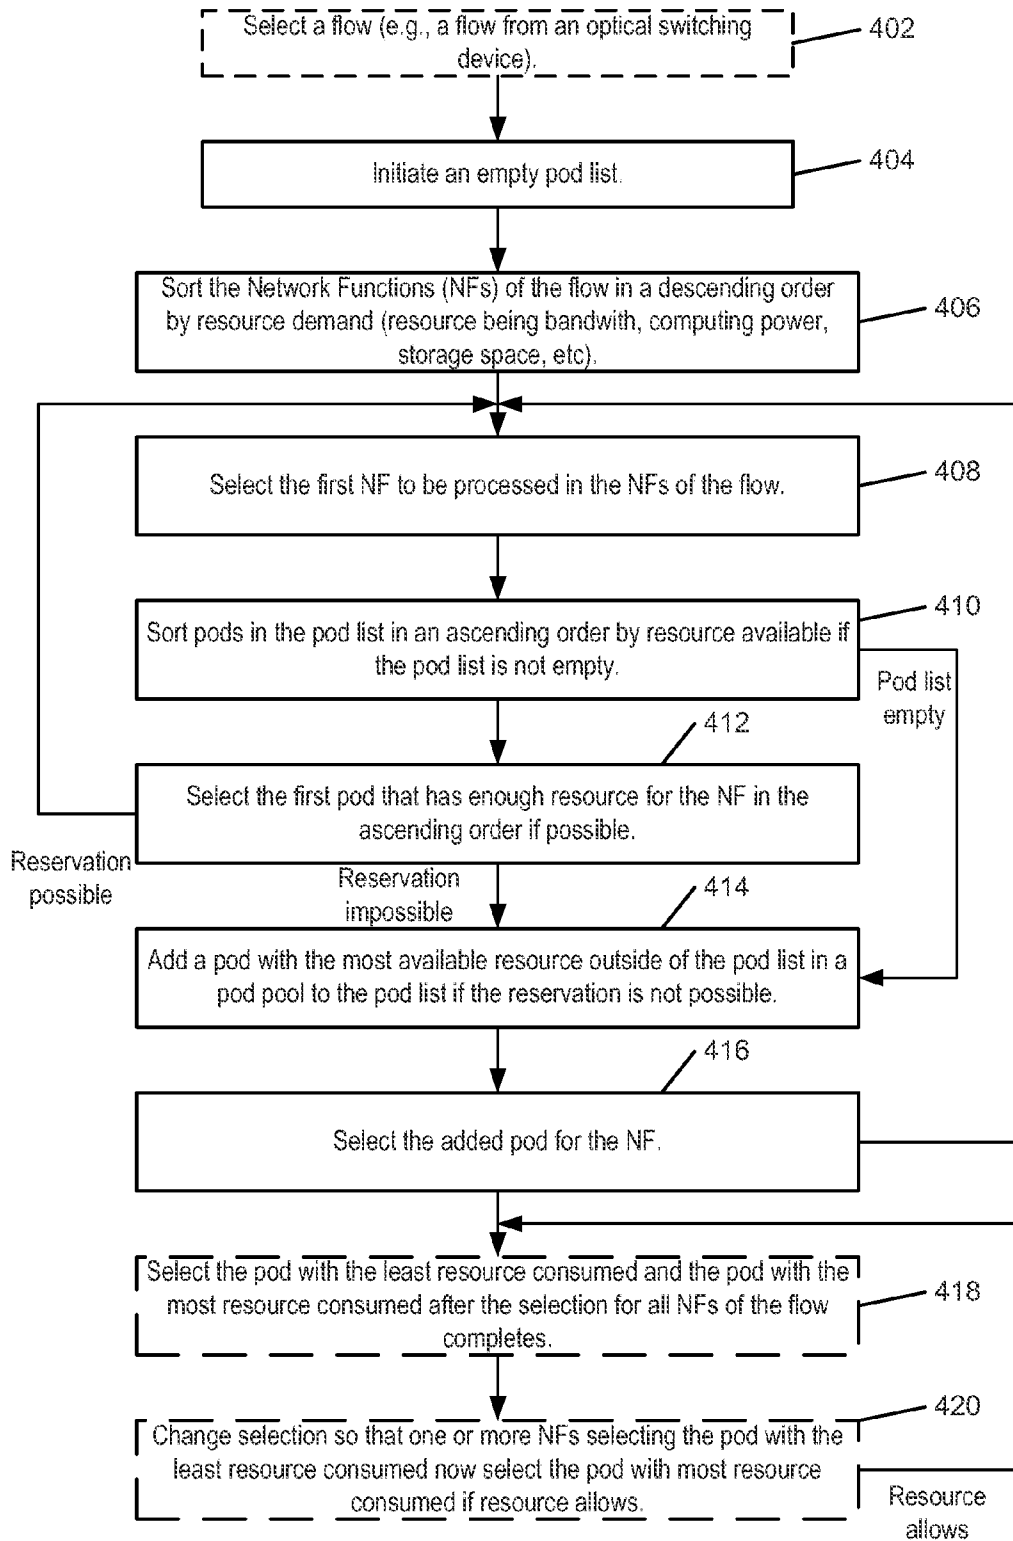 Select a flow (e.g., a flow from an optical switching
device).
402
Initiate an empty pod list.
404
Sort the Network Functions (NFs) of the flow in a descending order
by resource demand (resource being bandwith, computing power,
storage space, etc).
406
Select the first NF to be processed in the NFs of the flow.
408
Sort pods in the pod list in an ascending order by resource available if
the pod list is not empty.
410
Pod list
empty
412
Select the first pod that has enough resource for the NF in the
ascending order if possible.
Reservation
possible
Reservation
impossible
414
Add a pod with the most available resource outside of the pod list in a
pod pool to the pod list if the reservation is not possible.
416
Select the added pod for the NF.
Select the pod with the least resource consumed and the pod with the
most resource consumed after the selection for all NFs of the flow
completes.
418
420
Change selection so that one or more NFs selecting the pod with the
least resource consumed now select the pod with most resource
consumed if resource allows.
Resource
allows